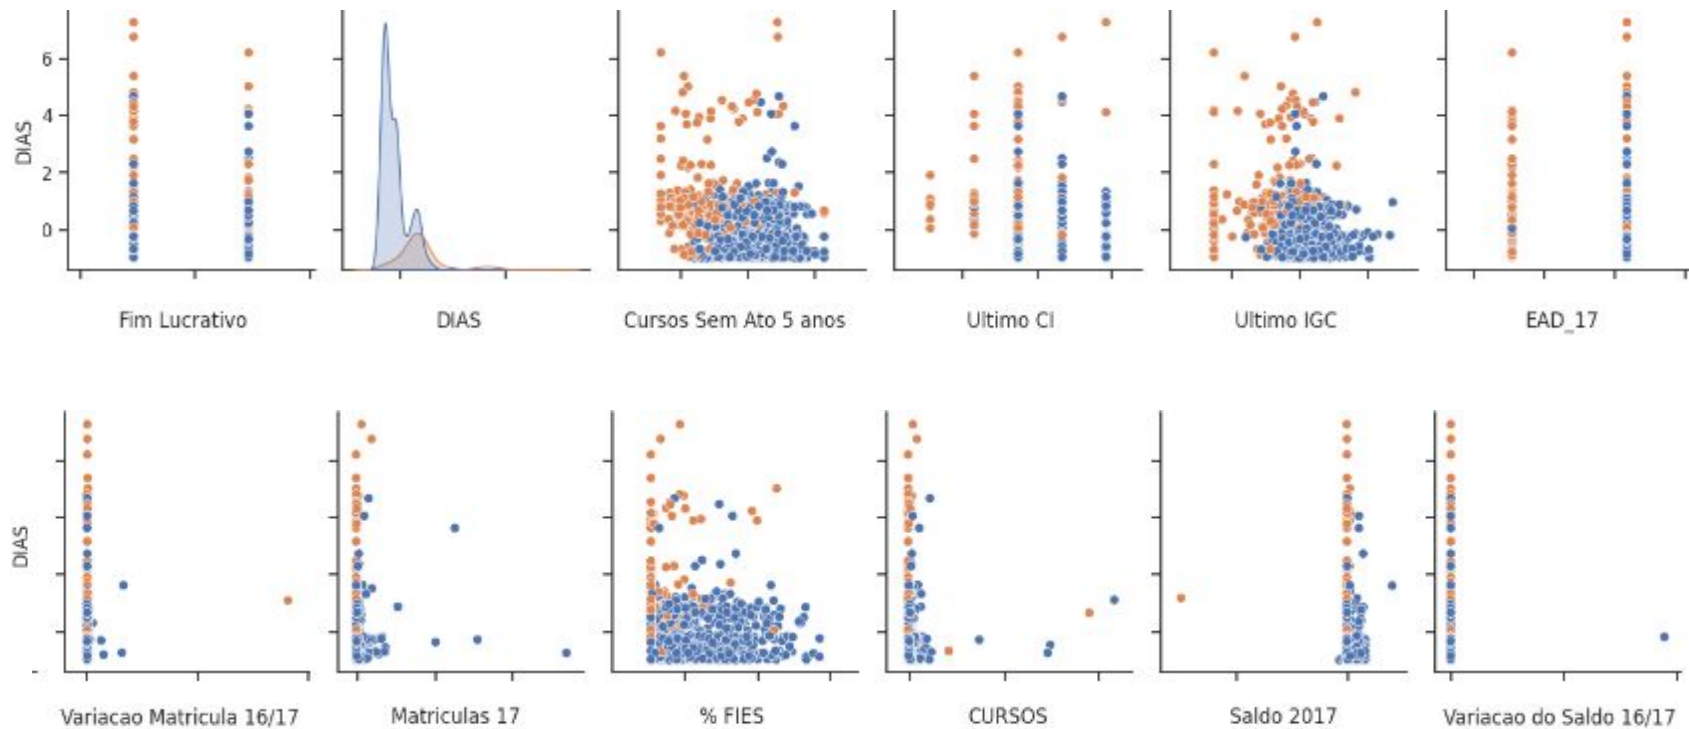 6
4
2
0
DIAS
Fim Lucrativo
DIAS
Cursos Sem Ato 5 anos
Ultimo CI
Ultimo IGC
EAD_17
DIAS
Variacao Matricula 16/17
Matriculas 17
% FIES
CURSOS
Saldo 2017
Variacao do Saldo 16/17